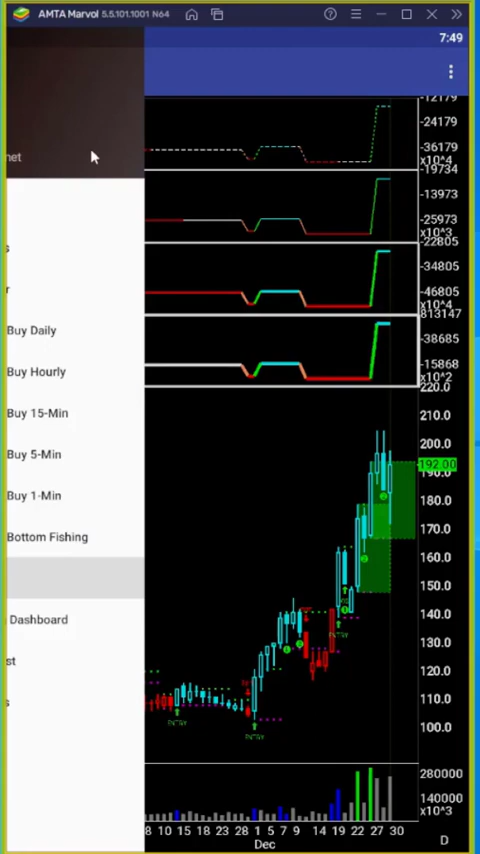 AMTA Marvol 5.5.101.1001 N64
7:49
net
s
r
Buy Daily
Buy Hourly
Buy 15-Min
Buy 5-Min
Buy 1-Min
Bottom Fishing
Dashboard
st
s
-12179
-24179
-36179
x10^4
-19734
-13973
-25973
x10^3
-22805
-34805
-46805
x10^4
813147
-38685
-15868
x10^2
220.0
210.0
200.0
192.00
190.0
180.0
170.0
160.0
150.0
140.0
130.0
120.0
110.0
100.0
ENTRY
ENTRY
ENTRY
ENTRY
280000
140000
x10^3
8 10 15 18 23 28 1 5 7 9 14 19 22 27 30
Dec
D